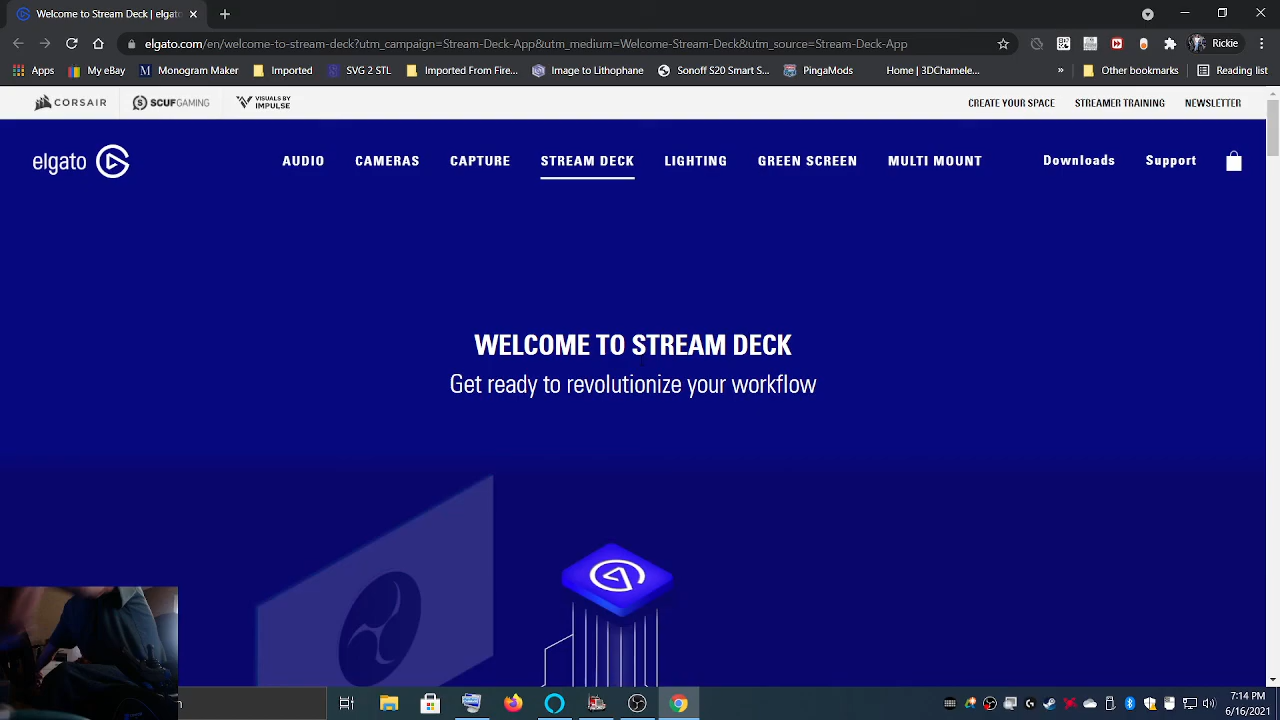 Welcome to Stream Deck | elgato
elgato.com/en/welcome-to-stream-deck?utm_campaign=Stream-Deck-App&utm_medium=Welcome-Stream-Deck&utm_source=Stream-Deck-App
Rickie
Apps My eBay Monogram Maker Imported SVG 2 STL Imported From Fire... Image to Lithophane Sonoff S20 Smart S... PingaModa Home | 3DChamele... » Other bookmarks Reading list
CORSAIR SCUFGAMING VISUALS BY IMPULSE CREATE YOUR SPACE STREAMER TRAINING NEWSLETTER
elgato AUDIO CAMERAS CAPTURE STREAM DECK LIGHTING GREEN SCREEN MULTI MOUNT Downloads Support
WELCOME TO STREAM DECK
Get ready to revolutionize your workflow
7:14 PM
6/16/2021